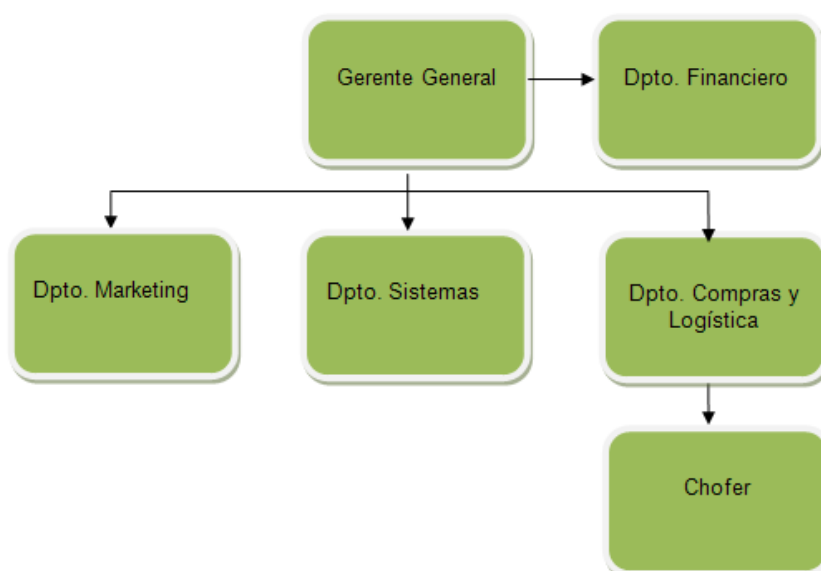 Gerente General
Dpto. Financiero
Dpto. Marketing
Dpto. Sistemas
Dpto. Compras y
Logística
Chofer